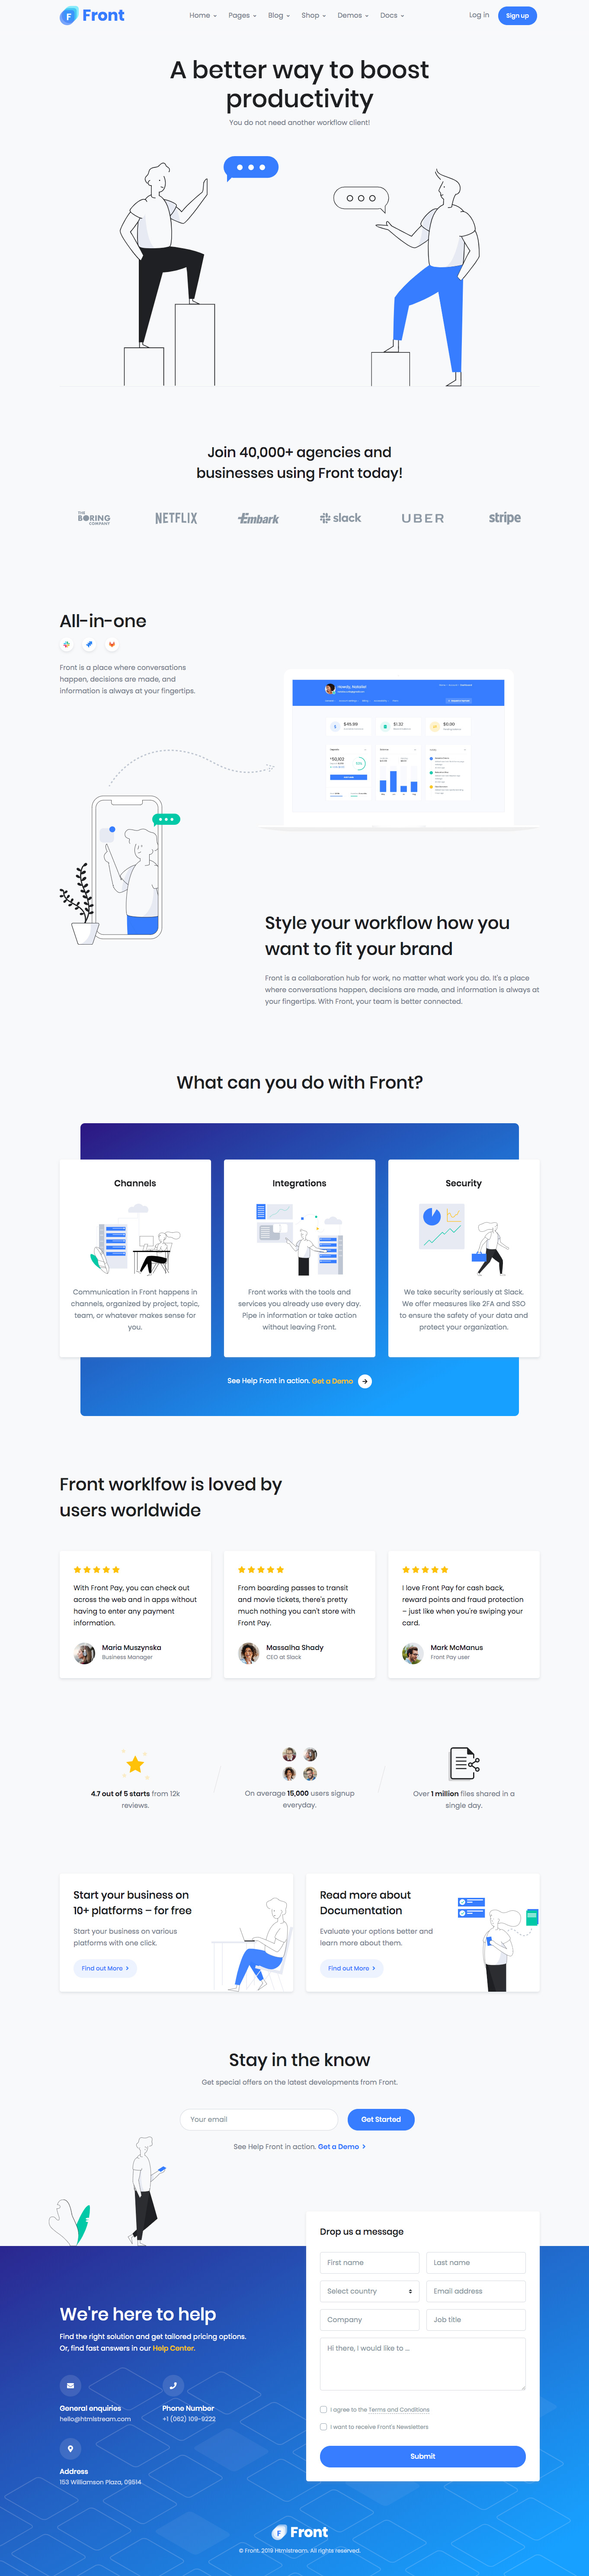 Front
Home Pages Blog Shop Demos Docs
Log in
Sign up
A better way to boost
productivity
You do not need another workflow client!
Join 40,000+ agencies and
businesses using Front today!
THE BORING COMPANY
NETFLIX
Embark
slack
UBER
stripe
All-in-one
Front is a place where conversations
happen, decisions are made, and
information is always at your fingertips.
Howdy, Natalie!
$45.99
$1.32
$0.00
Style your workflow how you
want to fit your brand
Front is a collaboration hub for work, no matter what work you do. It's a place
where conversations happen, decisions are made, and information is always at
your fingertips. With Front, your team is better connected.
What can you do with Front?
Channels
Communication in Front happens in
channels, organized by project, topic,
team, or whatever makes sense for
you.
Integrations
Front works with the tools and
services you already use every day.
Pipe in information or take action
without leaving Front.
Security
We take security seriously at Slack.
We offer measures like 2FA and SSO
to ensure the safety of your data and
protect your organization.
See Help Front in action. Get a Demo
Front worklfow is loved by
users worldwide
With Front Pay, you can check out
across the web and in apps without
having to enter any payment
information.
Maria Muszynska
Business Manager
From boarding passes to transit
and movie tickets, there's pretty
much nothing you can't store with
Front Pay.
Massalha Shady
CEO at Slack
I love Front Pay for cash back,
reward points and fraud protection
– just like when you're swiping your
card.
Mark McManus
Front Pay user
4.7 out of 5 starts from 12k
reviews.
On average 15,000 users signup
everyday.
Over 1 million files shared in a
single day.
Start your business on
10+ platforms – for free
Start your business on various
platforms with one click.
Find out More
Read more about
Documentation
Evaluate your options better and
learn more about them.
Find out More
Stay in the know
Get special offers on the latest developments from Front.
Your email
Get Started
See Help Front in action. Get a Demo
Drop us a message
First name
Last name
Select country
Email address
Company
Job title
Hi there, I would like to ...
I agree to the Terms and Conditions
I want to receive Front's Newsletters
Submit
We're here to help
Find the right solution and get tailored pricing options.
Or, find fast answers in our Help Center.
General enquiries
hello@htmlstream.com
Phone Number
+1 (062) 109-9222
Address
153 Williamson Plaza, 09514
Front
© Front. 2019 Htmlstream. All rights reserved.